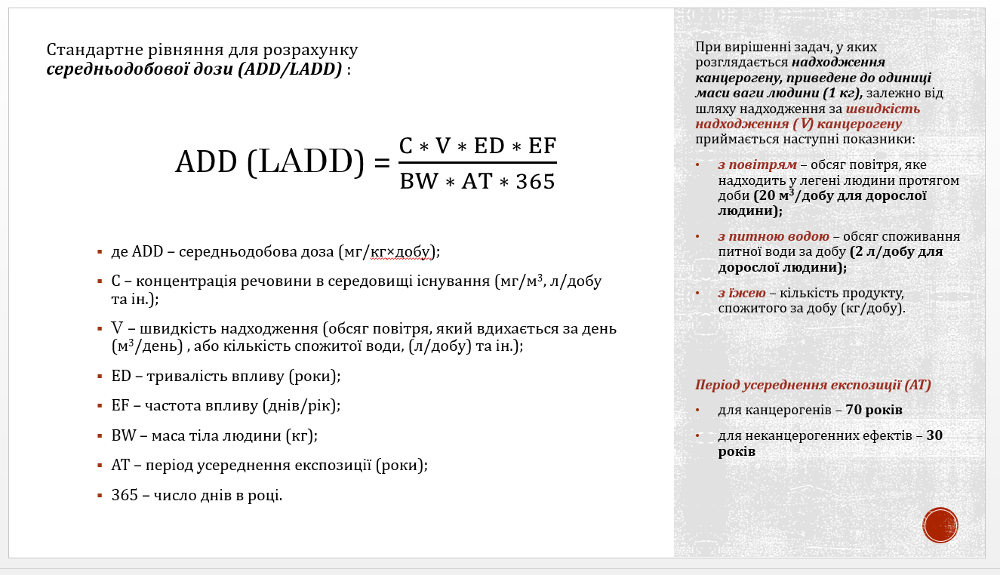 Стандартне рівняння для розрахунку
середньодобової дози (ADD/LADD) :
ADD (LADD) = C ∗ V ∗ ED ∗ EF / BW ∗ AT ∗ 365
▪ де ADD – середньодобова доза (мг/кг×добу);
▪ C – концентрація речовини в середовищі існування (мг/м³, л/добу
та ін.);
▪ V – швидкість надходження (обсяг повітря, який вдихається за день
(м³/день) , або кількість спожитої води, (л/добу) та ін.);
▪ ED – тривалість впливу (роки);
▪ EF – частота впливу (днів/рік);
▪ BW – маса тіла людини (кг);
▪ AT – період усереднення експозиції (роки);
▪ 365 – число днів в році.
При вирішенні задач, у яких
розглядається надходження
канцерогену, приведене до одиниці
маси ваги людини (1 кг), залежно від
шляху надходження за швидкість
надходження (V) канцерогену
приймається наступні показники:
• з повітрям – обсяг повітря, яке
надходить у легені людини протягом
доби (20 м³/добу для дорослої
людини);
• з питною водою – обсяг споживання
питної води за добу (2 л/добу для
дорослої людини);
• з їжею – кількість продукту,
спожитого за добу (кг/добу).
Період усереднення експозиції (АТ)
• для канцерогенів – 70 років
• для неканцерогенних ефектів – 30
років